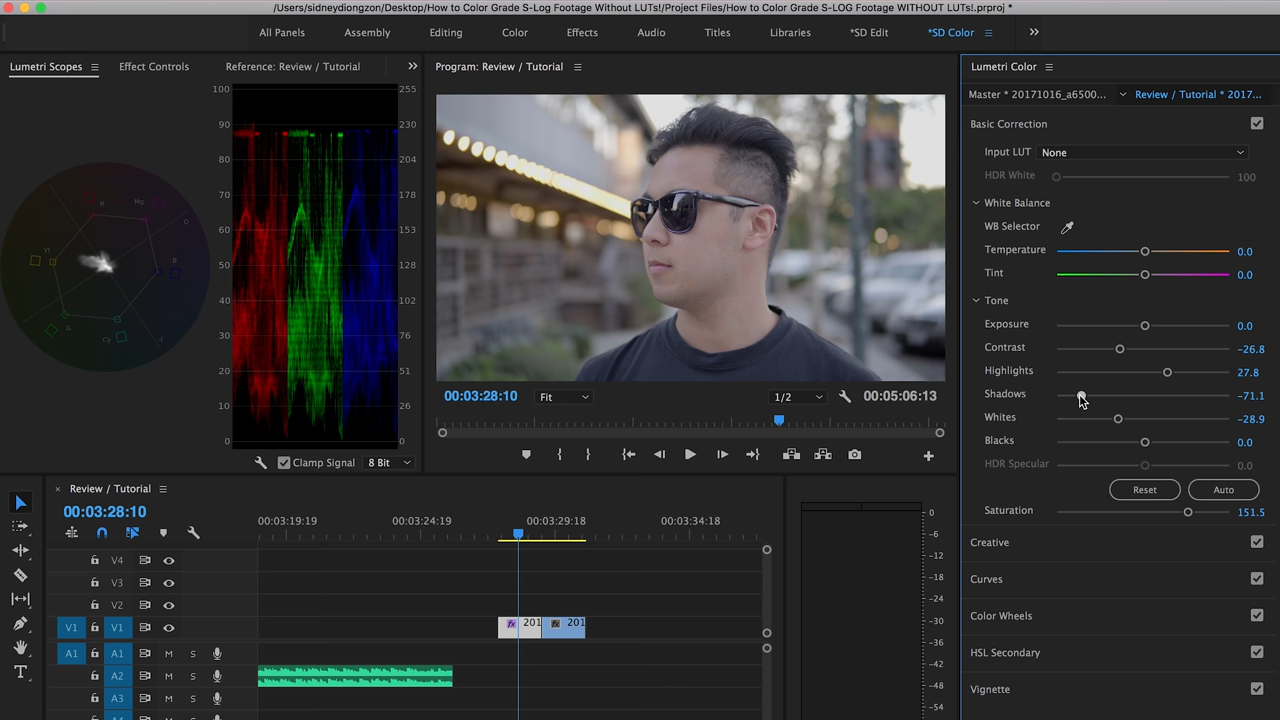 /Users/sidneydiongzon/Desktop/How to Color Grade S-Log Footage Without LUTs!/Project Files/How to Color Grade S-LOG Footage WITHOUT LUTs!.prproj *
All Panels Assembly Editing Color Effects Audio Titles Libraries *SD Edit *SD Color
Lumetri Scopes Effect Controls Reference: Review / Tutorial
Program: Review / Tutorial
Lumetri Color
Master * 20171016_a6500... Review / Tutorial * 2017...
Basic Correction
Input LUT None
HDR White 100
White Balance
WB Selector
Temperature 0.0
Tint 0.0
Tone
Exposure 0.0
Contrast -26.8
Highlights 27.8
Shadows -71.1
Whites -28.9
Blacks 0.0
HDR Specular 0.0
Reset Auto
Saturation 151.5
Creative
Curves
Color Wheels
HSL Secondary
Vignette
R Mg B Cy G Yl Q -I
100 255
90 230
80 204
70 178
60 153
50 128
40 102
30 76
20 51
10 26
0 0
Clamp Signal 8 Bit
00:03:28:10 Fit 1/2 00:05:06:13
Review / Tutorial
00:03:28:10
00:03:19:19 00:03:24:19 00:03:29:18 00:03:34:18
V4
V3
V2
V1 V1 fx 201 fx 201
A1 A1 M S
A2 M S
A3 M S
0
-6
-12
-18
-24
-30
-36
-42
-48
-54